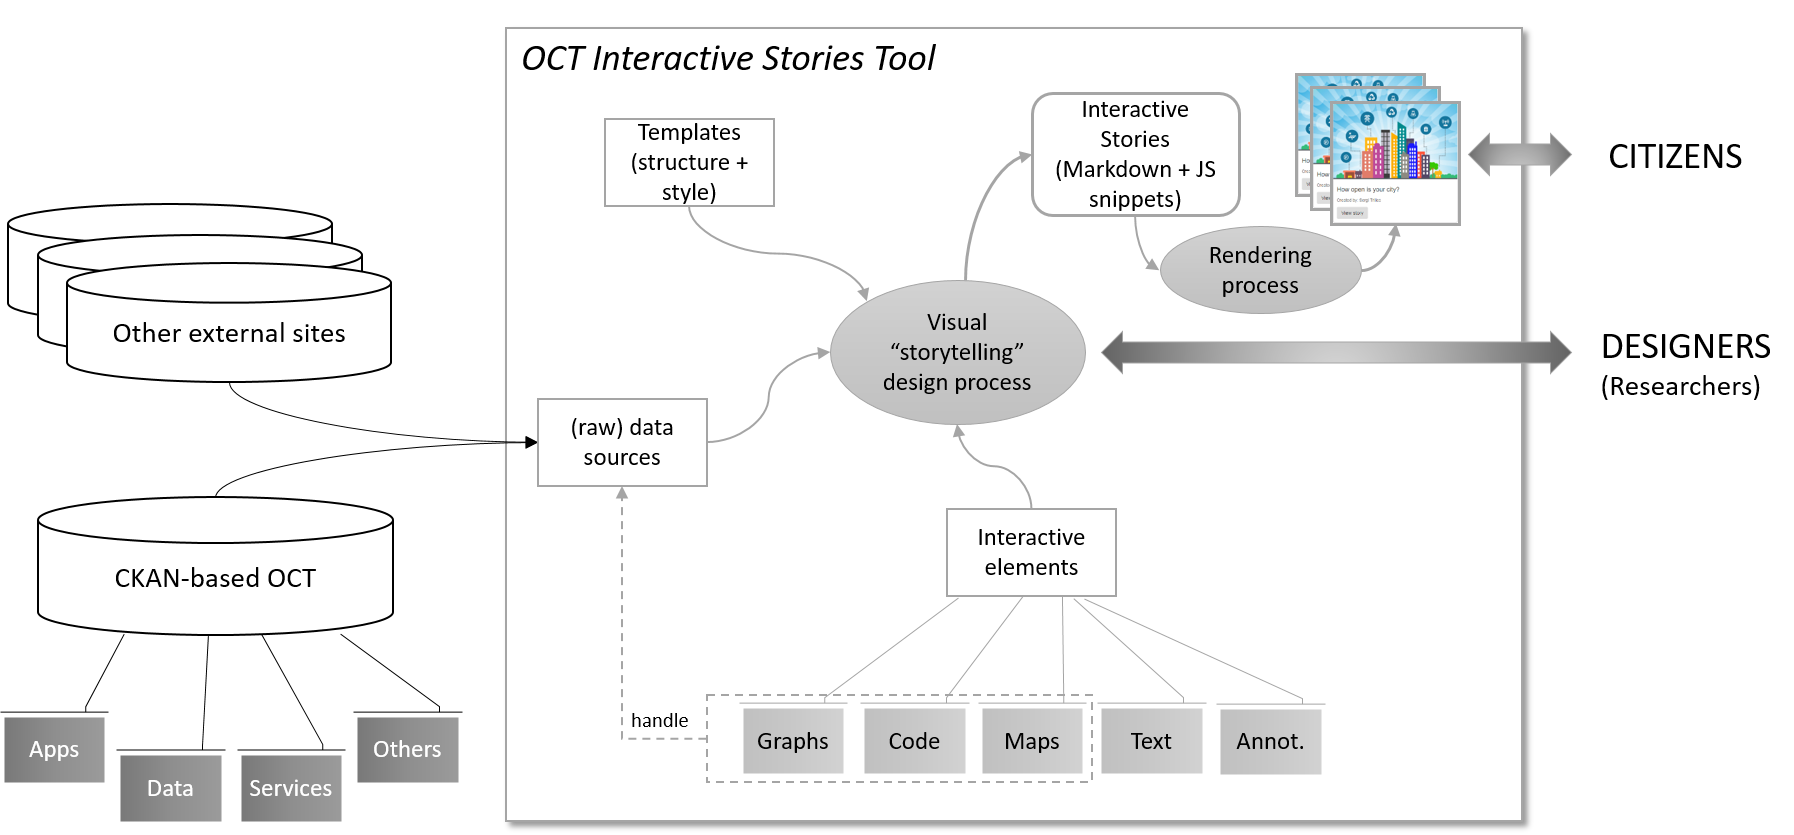 OCT Interactive Stories Tool
Templates
(structure +
style)
Interactive
Stories
(Markdown + JS
snippets)
How open is your city?
View story
CITIZENS
Rendering
process
Other external sites
Visual
“storytelling”
design process
DESIGNERS
(Researchers)
(raw) data
sources
CKAN-based OCT
Interactive
elements
Apps
Data
Services
Others
handle
Graphs
Code
Maps
Text
Annot.